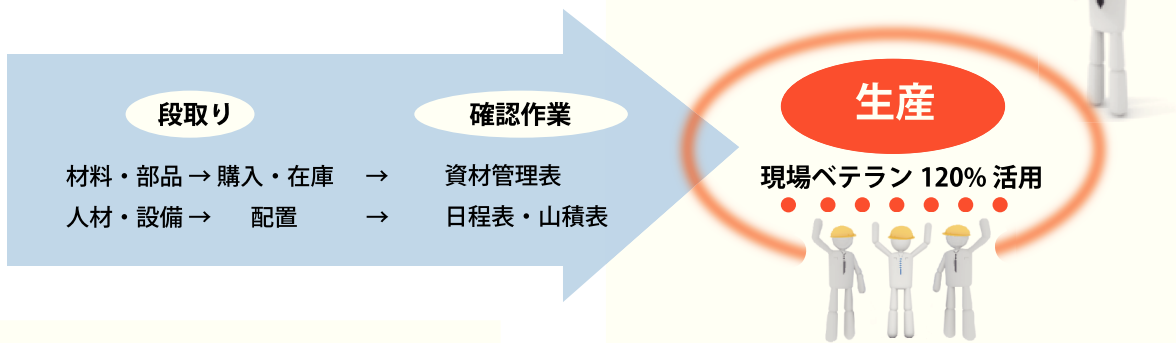 段取り
確認作業
材料・部品 → 購入・在庫 → 資材管理表
人材・設備 → 配置 → 日程表・山積表
生産
現場ベテラン 120% 活用